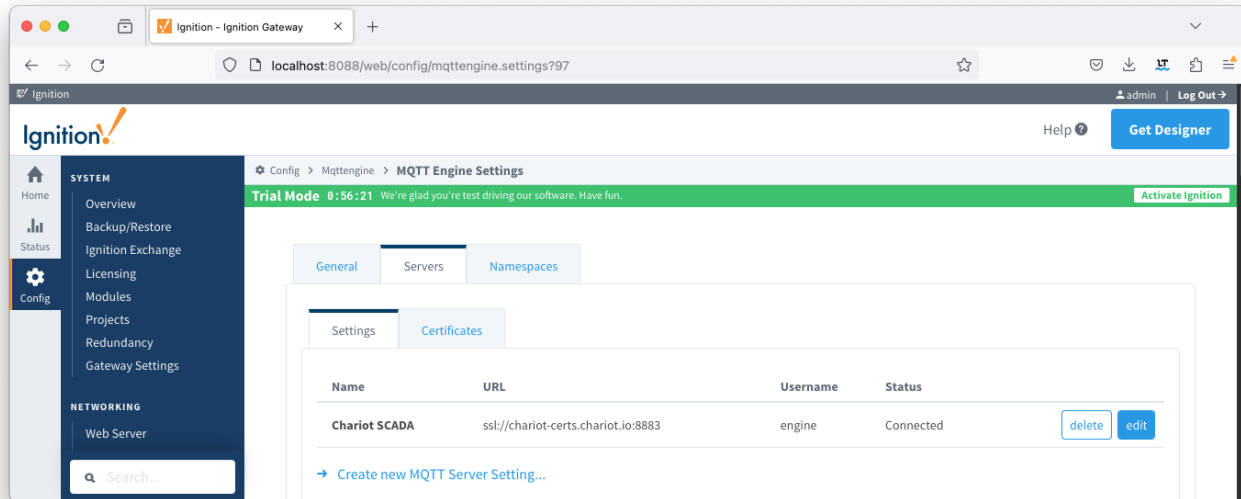 Ignition - Ignition Gateway
localhost:8088/web/config/mqttengine.settings?97
Ignition
admin | Log Out
Ignition!
Help
Get Designer
Home
Status
Config
SYSTEM
Overview
Backup/Restore
Ignition Exchange
Licensing
Modules
Projects
Redundancy
Gateway Settings
NETWORKING
Web Server
Search...
Config > Mqttengine > MQTT Engine Settings
Trial Mode 0:56:21 We're glad you're test driving our software. Have fun.
Activate Ignition
General Servers Namespaces
Settings Certificates
Name URL Username Status
Chariot SCADA ssl://chariot-certs.chariot.io:8883 engine Connected delete edit
Create new MQTT Server Setting...